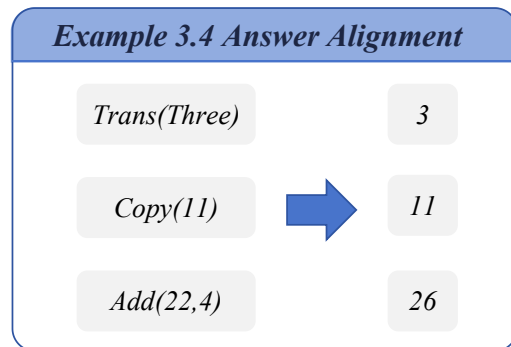 Example 3.4 Answer Alignment
Trans(Three) 3
Copy(11) 11
Add(22,4) 26